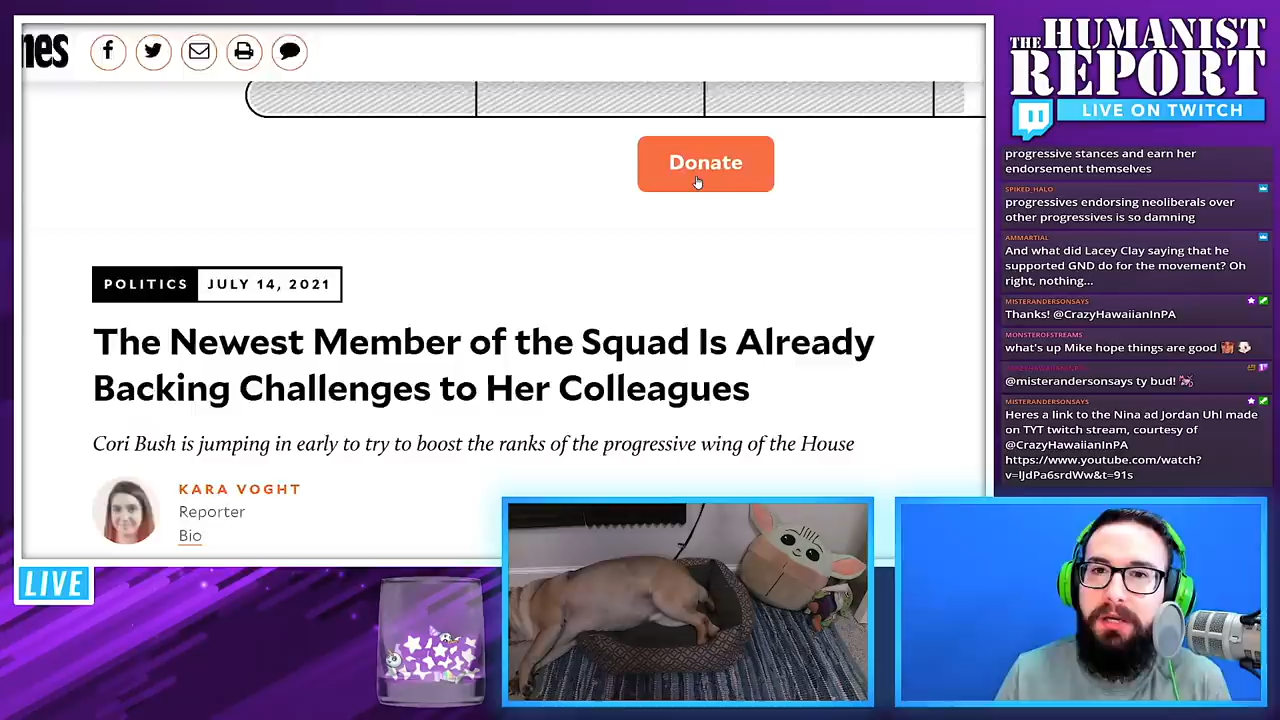 nes
Donate
POLITICS JULY 14, 2021
The Newest Member of the Squad Is Already
Backing Challenges to Her Colleagues
Cori Bush is jumping in early to try to boost the ranks of the progressive wing of the House
KARA VOGHT
Reporter
Bio
THE HUMANIST
REPORT
LIVE ON TWITCH
progressive stances and earn her
endorsement themselves
SPIKED_HALO
progressives endorsing neoliberals over
other progressives is so damning
AMMARTIAL
And what did Lacey Clay saying that he
supported GND do for the movement? Oh
right, nothing...
MISTERANDERSONSAYS
Thanks! @CrazyHawaiianInPA
MONSTEROFSTREAMS
what's up Mike hope things are good
@misterandersonsays ty bud!
MISTERANDERSONSAYS
Heres a link to the Nina ad Jordan Uhl made
on TYT twitch stream, courtesy of
@CrazyHawaiianInPA
https://www.youtube.com/watch?
v=IJdPa6srdWw&t=91s
LIVE